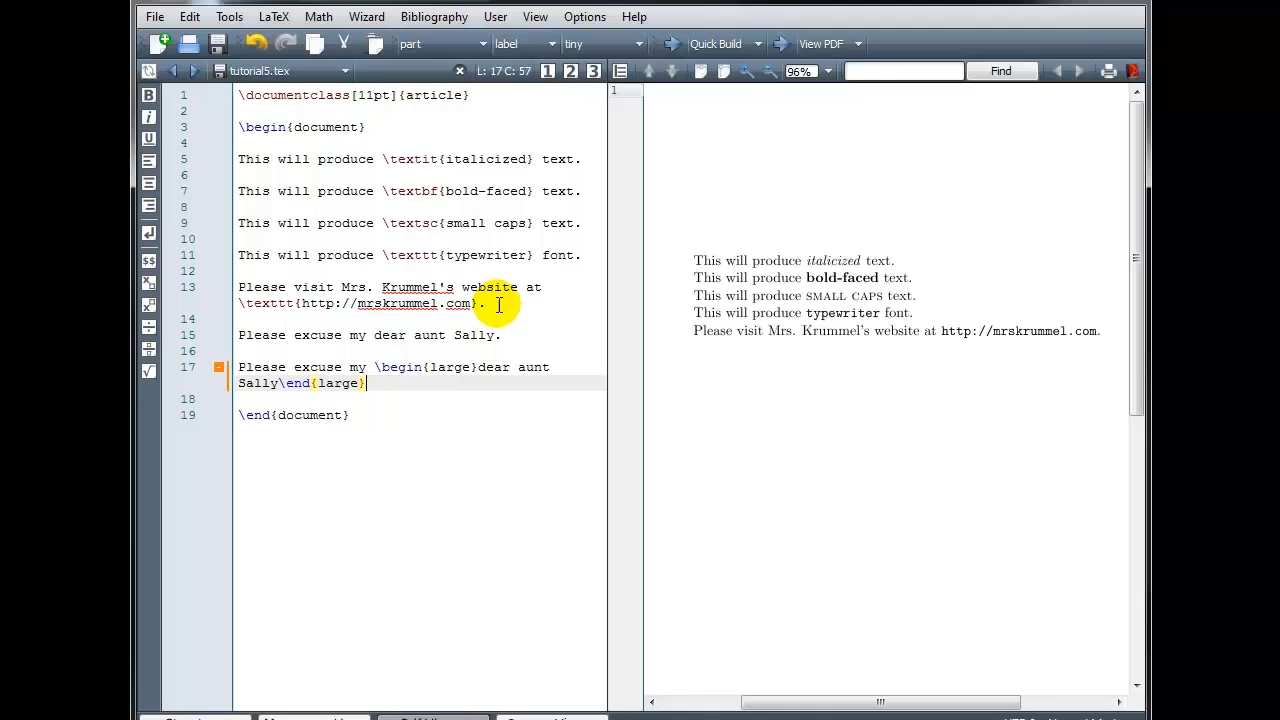 File Edit Tools LaTeX Math Wizard Bibliography User View Options Help
part label tiny Quick Build View PDF
tutorial5.tex L: 17 C: 57 1 2 3 96% Find
1 \documentclass[11pt]{article} 1
2
3 \begin{document}
4
5 This will produce \textit{italicized} text.
6
7 This will produce \textbf{bold-faced} text.
8
9 This will produce \textsc{small caps} text.
10
11 This will produce \texttt{typewriter} font.
12
13 Please visit Mrs. Krummel's website at
\texttt{http://mrskrummel.com}.
14
15 Please excuse my dear aunt Sally.
16
17 Please excuse my \begin{large}dear aunt
Sally\end{large}
18
19 \end{document}
This will produce italicized text.
This will produce bold-faced text.
This will produce SMALL CAPS text.
This will produce typewriter font.
Please visit Mrs. Krummel's website at http://mrskrummel.com.